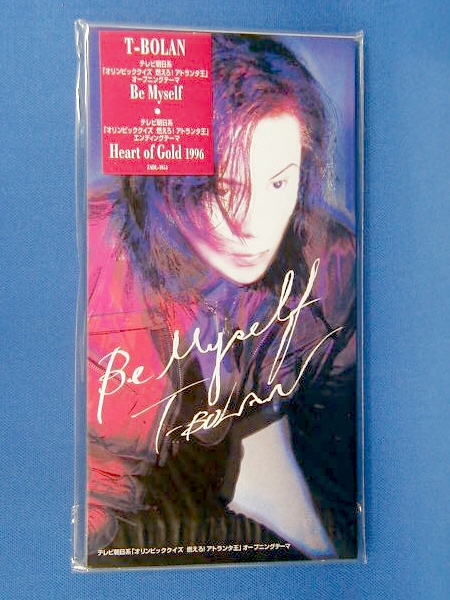 T-BOLAN
テレビ朝日系
「オリンピッククイズ 燃えろ!アトランタ王」
オープニングテーマ
Be Myself
●
テレビ朝日系
「オリンピッククイズ 燃えろ!アトランタ王」
エンディングテーマ
Heart of Gold 1996
Be Myself
T-BOLAN
テレビ朝日系「オリンピッククイズ 燃えろ!アトランタ王」オープニングテーマ